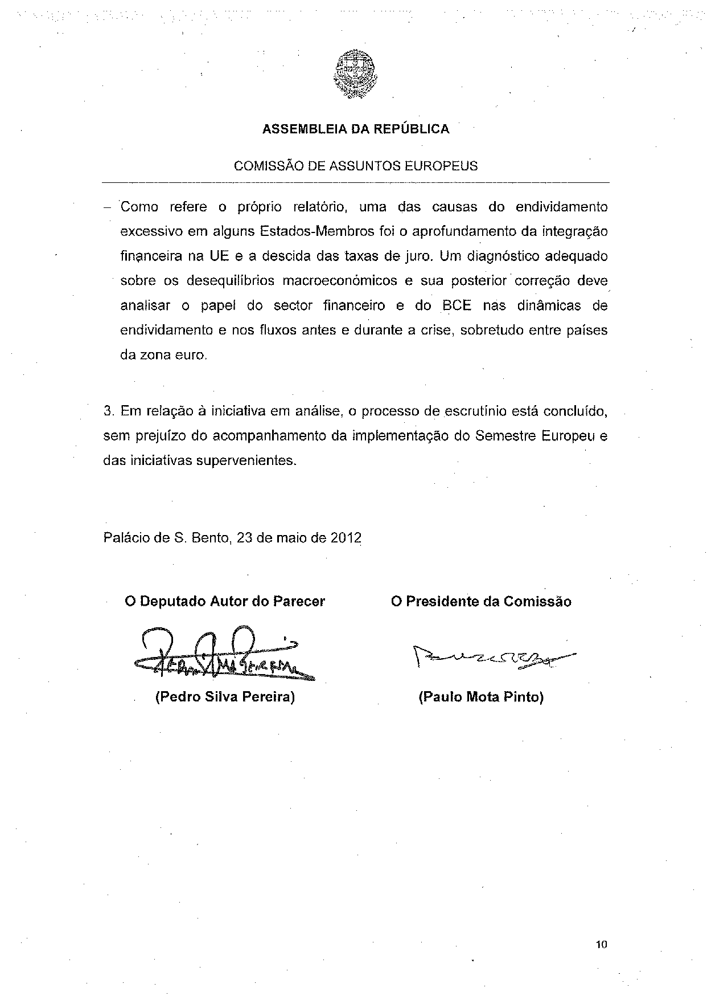 ASSEMBLEIA DA REPÚBLICA
COMISSÃO DE ASSUNTOS EUROPEUS
– Como refere o próprio relatório, uma das causas do endividamento
excessivo em alguns Estados-Membros foi o aprofundamento da integração
financeira na UE e a descida das taxas de juro. Um diagnóstico adequado
sobre os desequilíbrios macroeconómicos e sua posterior correção deve
analisar o papel do sector financeiro e do BCE nas dinâmicas de
endividamento e nos fluxos antes e durante a crise, sobretudo entre países
da zona euro.
3. Em relação à iniciativa em análise, o processo de escrutínio está concluído,
sem prejuízo do acompanhamento da implementação do Semestre Europeu e
das iniciativas supervenientes.
Palácio de S. Bento, 23 de maio de 2012
O Deputado Autor do Parecer O Presidente da Comissão
(Pedro Silva Pereira) (Paulo Mota Pinto)
10